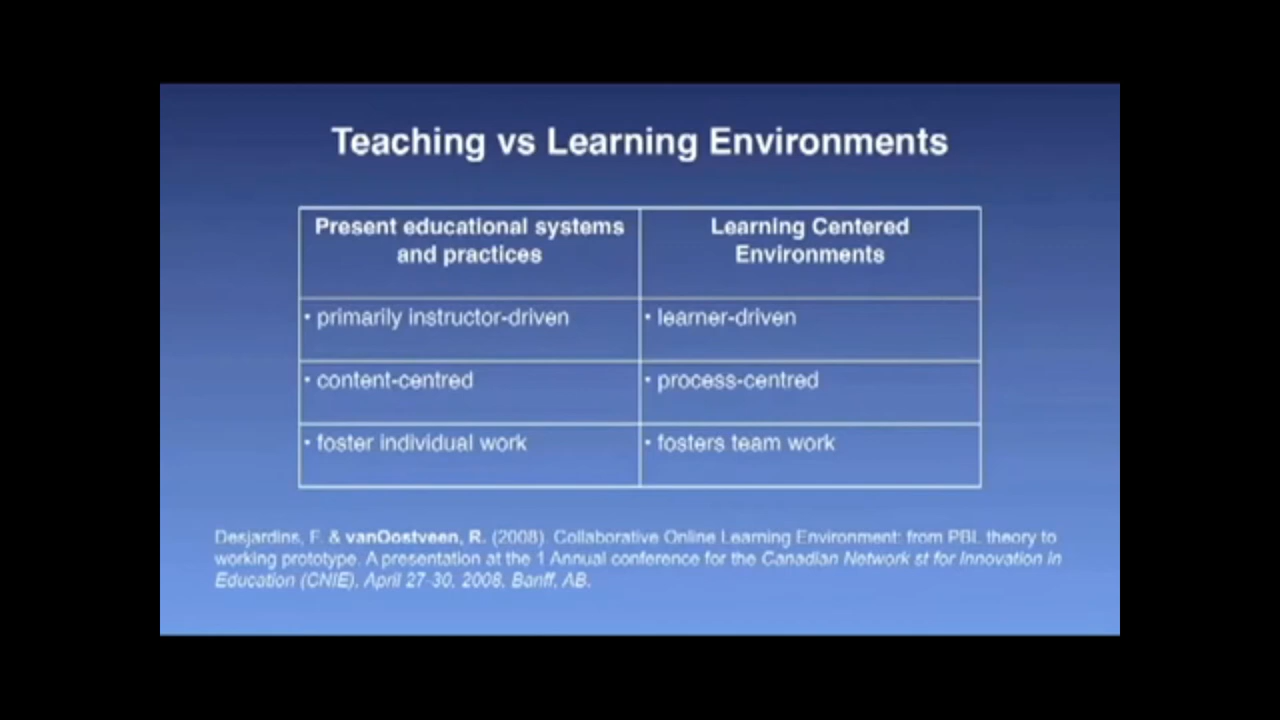 Teaching vs Learning Environments
Present educational systems
and practices
Learning Centered
Environments
• primarily instructor-driven
• learner-driven
• content-centred
• process-centred
• foster individual work
• fosters team work
Desjardins, F. & vanOostveen, R. (2008). Collaborative Online Learning Environment: from PBL theory to
working prototype. A presentation at the 1 Annual conference for the Canadian Network st for Innovation in
Education (CNIE), April 27-30, 2008, Banff, AB.